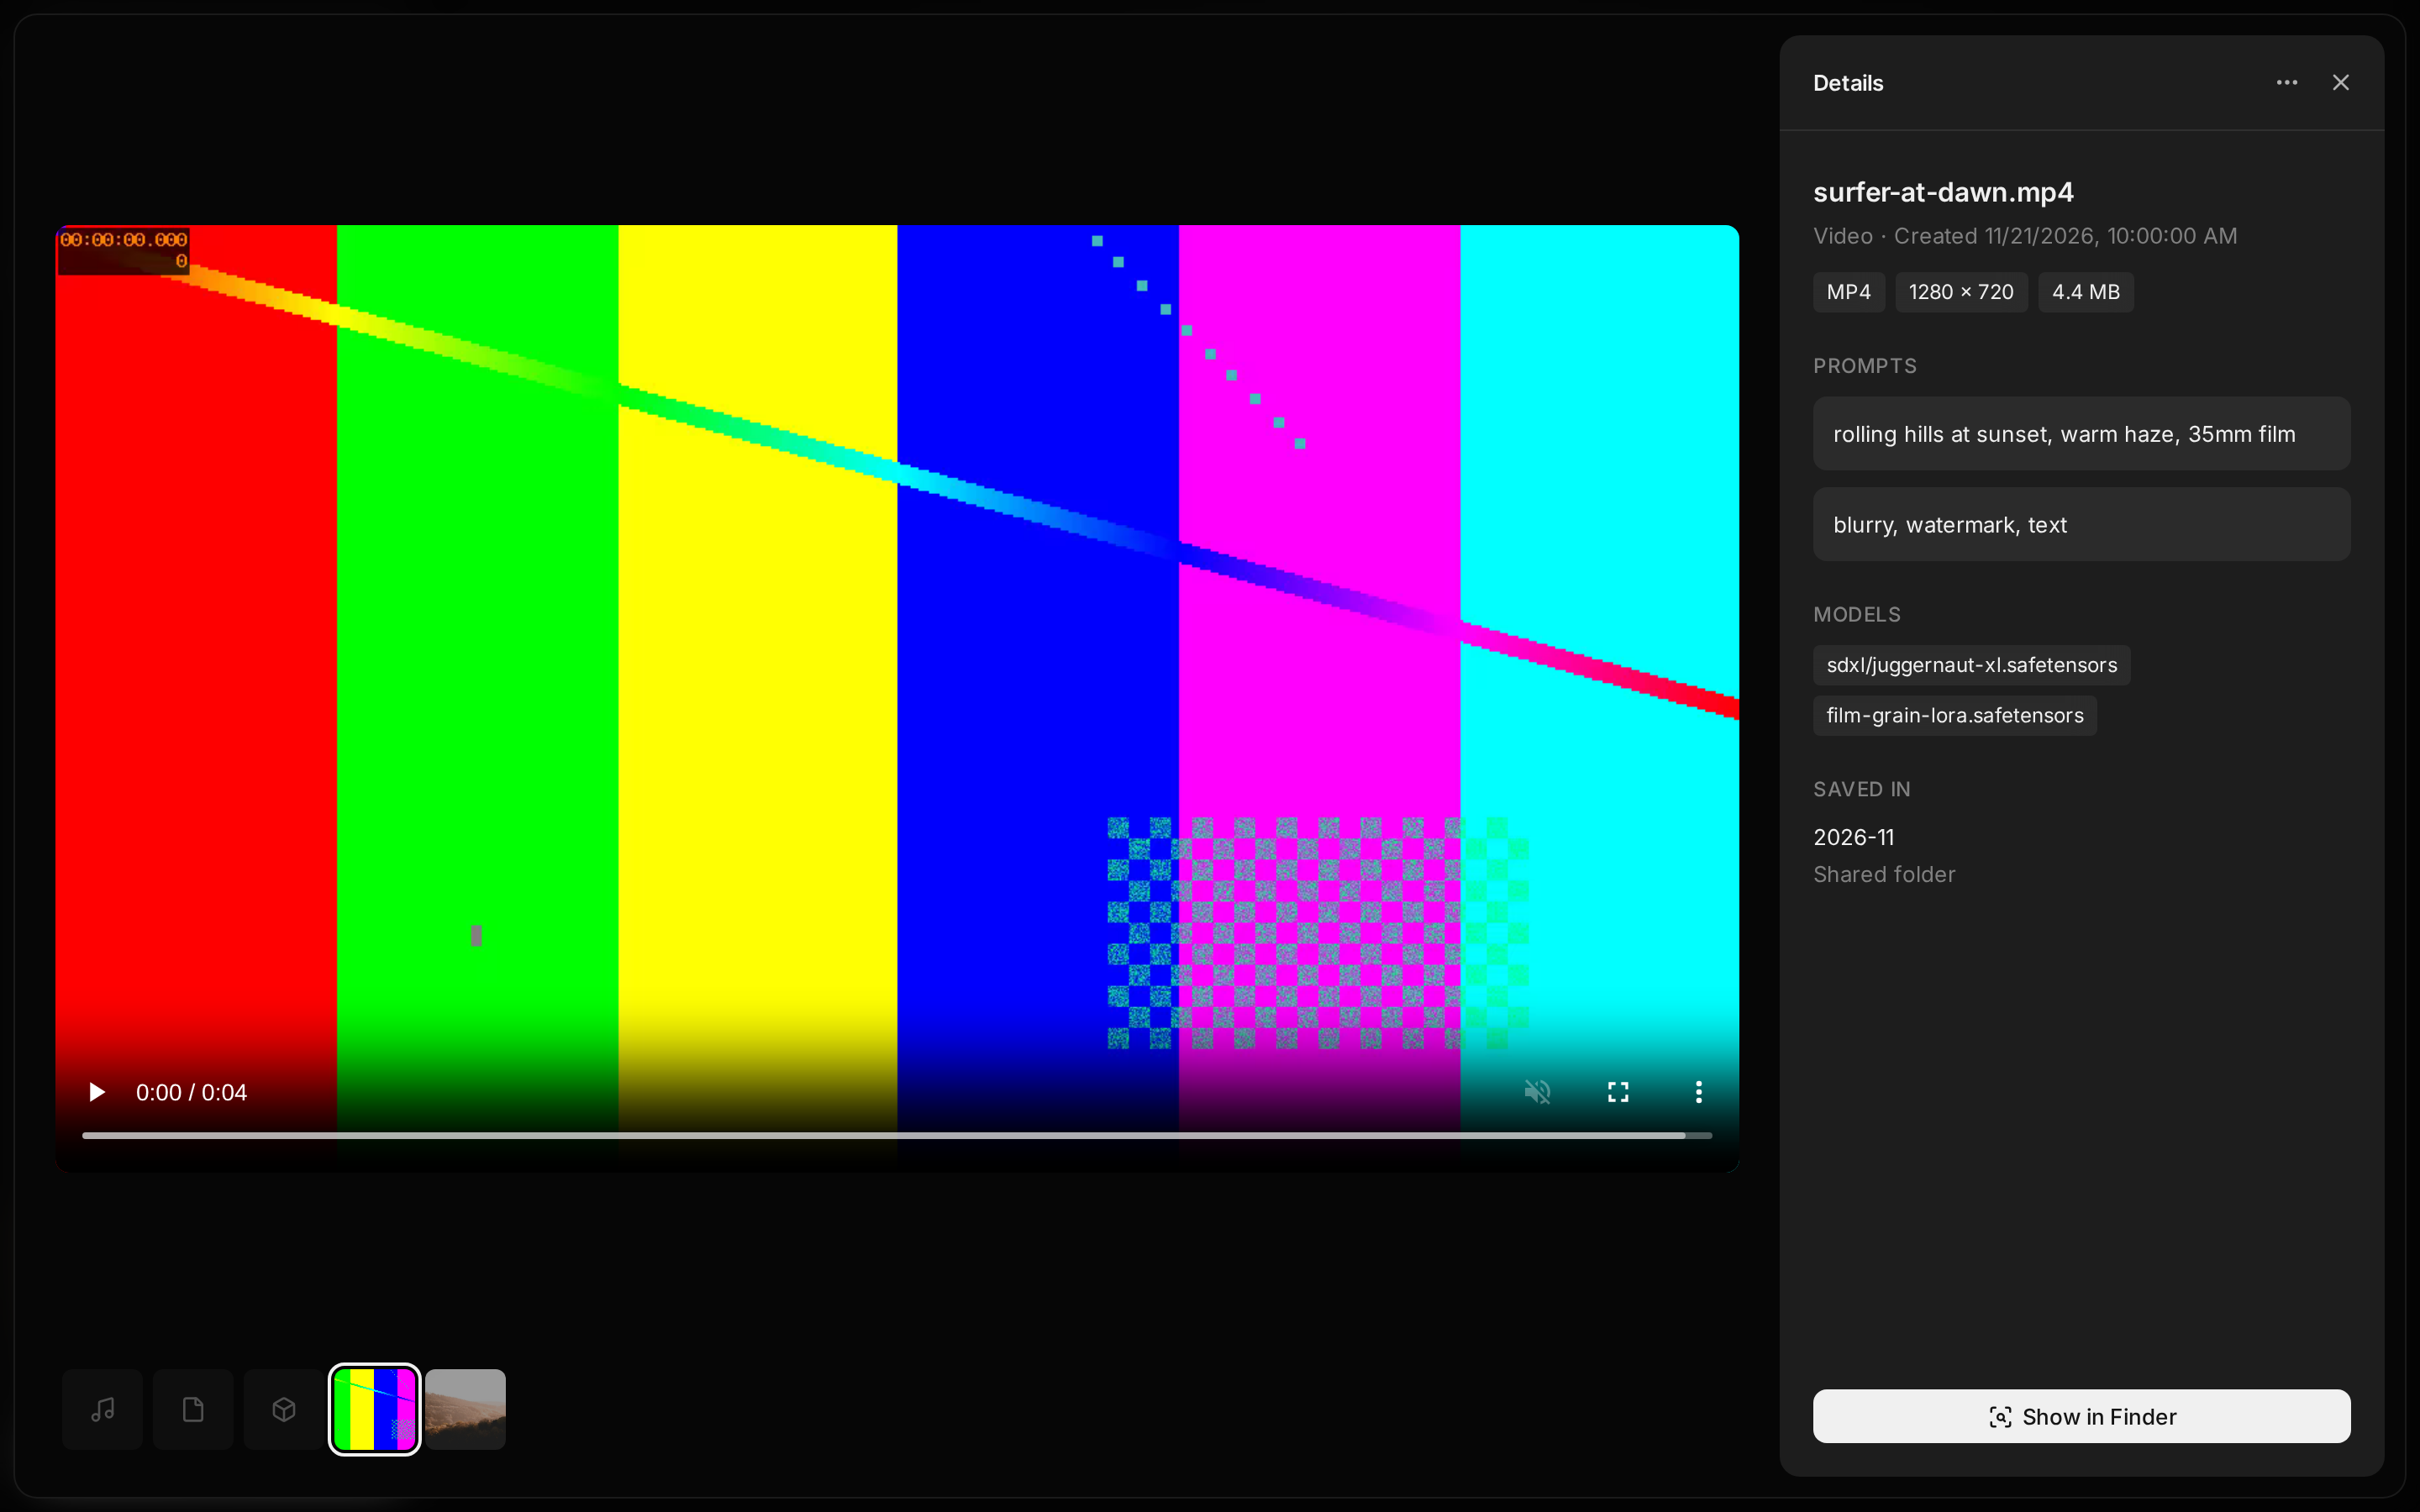 Details
00:00:00.000
0
surfer-at-dawn.mp4
Video · Created 11/21/2026, 10:00:00 AM
MP4 1280 × 720 4.4 MB
PROMPTS
rolling hills at sunset, warm haze, 35mm film
blurry, watermark, text
MODELS
sdxl/juggernaut-xl.safetensors
film-grain-lora.safetensors
SAVED IN
2026-11
Shared folder
0:00 / 0:04
Show in Finder